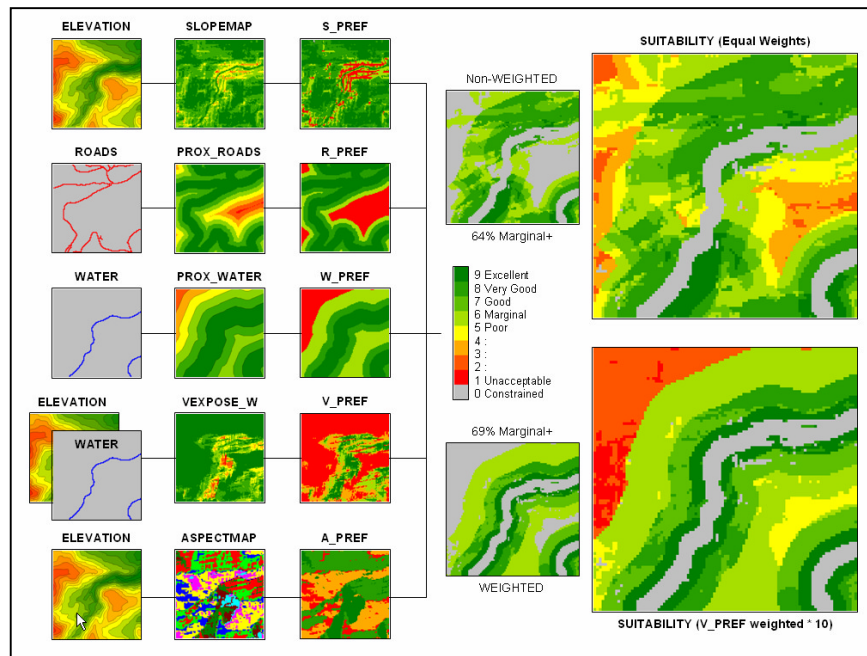 ELEVATION SLOPEMAP S_PREF
ROADS PROX_ROADS R_PREF
WATER PROX_WATER W_PREF
ELEVATION
WATER
VEXPOSE_W V_PREF
ELEVATION ASPECTMAP A_PREF
Non-WEIGHTED
64% Marginal+
9 Excellent
8 Very Good
7 Good
6 Marginal
5 Poor
4 :
3 :
2 :
1 Unacceptable
0 Constrained
69% Marginal+
WEIGHTED
SUITABILITY (Equal Weights)
SUITABILITY (V_PREF weighted * 10)